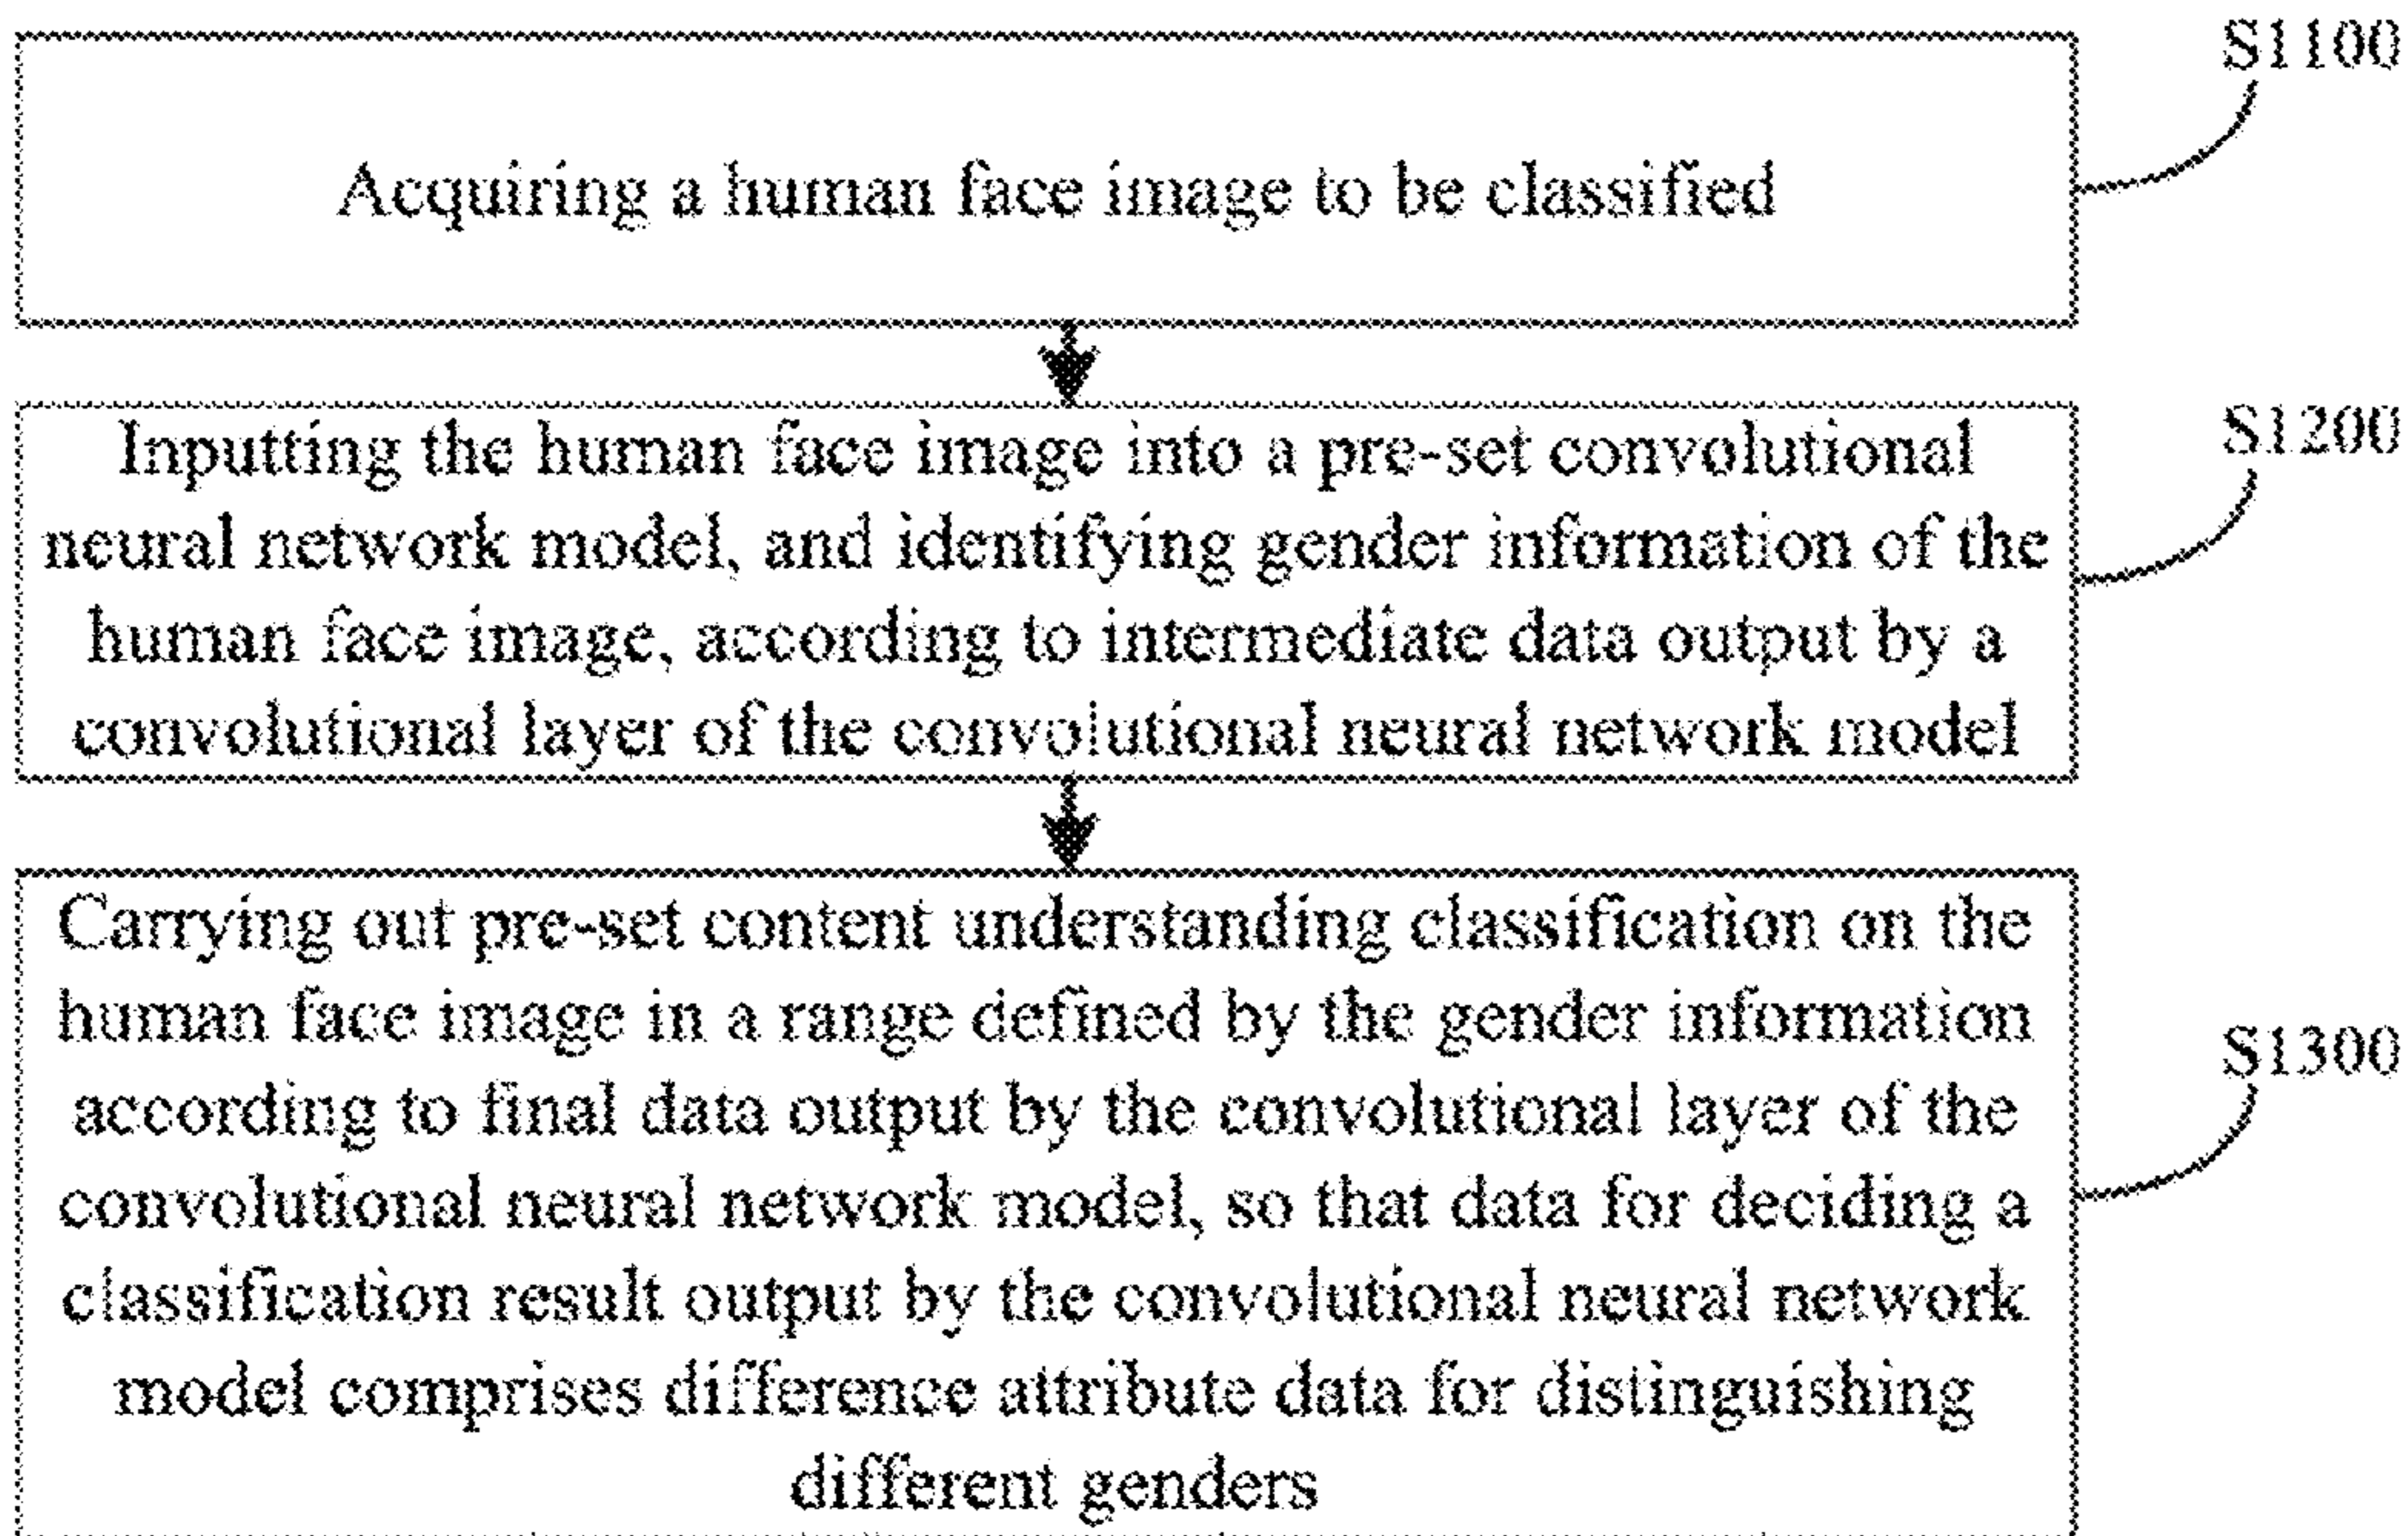 S1100
Acquiring a human face image to be classified
S1200
Inputting the human face image into a pre-set convolutional
neural network model, and identifying gender information of the
human face image, according to intermediate data output by a
convolutional layer of the convolutional neural network model
Carrying out pre-set content understanding classification on the
human face image in a range defined by the gender information
S1300
according to final data output by the convolutional layer of the
convolutional neural network model, so that data for deciding a
classification result output by the convolutional neural network
model comprises difference attribute data for distinguishing
different genders